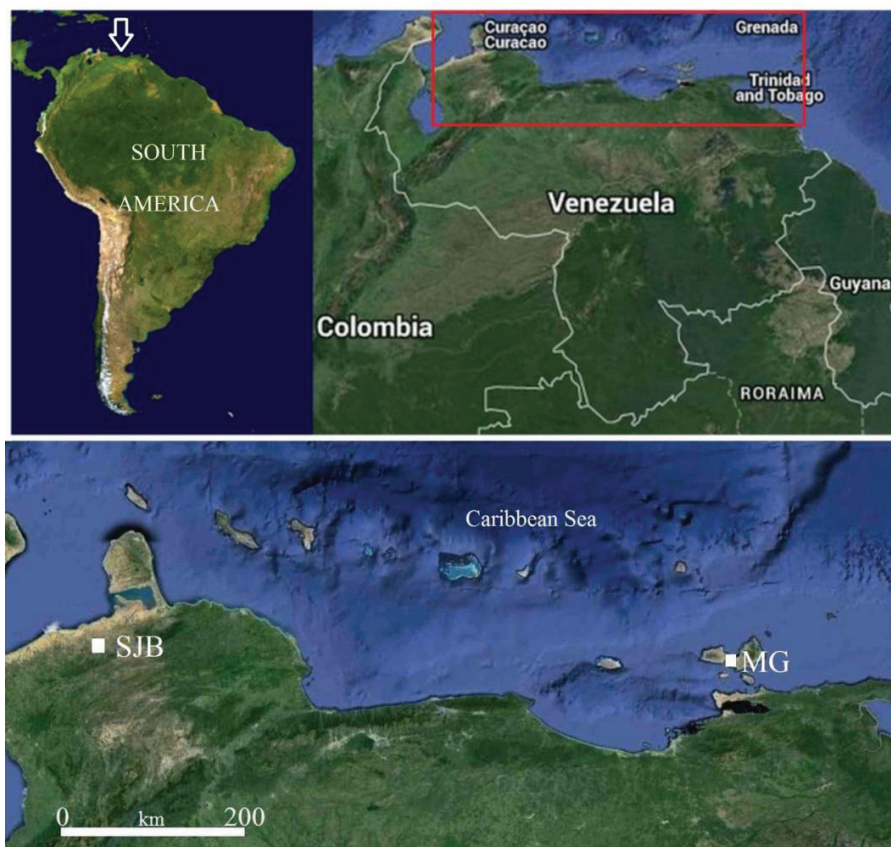 SOUTH
AMERICA
Curaçao
Curacao
Grenada
Trinidad
and Tobago
Venezuela
Colombia
Guyana
RORAIMA
Caribbean Sea
SJB
MG
0 km 200